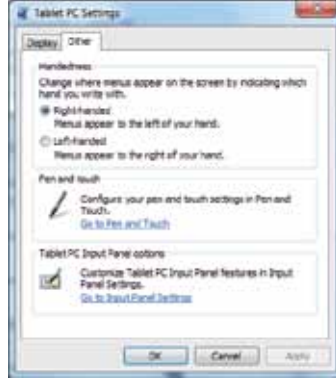 Tablet PC Settings
Display Other
Handedness
Change where menus appear on the screen by indicating which
hand you write with.
Right-handed
Menus appear to the left of your hand.
Left-handed
Menus appear to the right of your hand.
Pen and touch
Configure your pen and touch settings in Pen and
Touch.
Go to Pen and Touch
Tablet PC Input Panel options
Customize Tablet PC Input Panel features in Input
Panel Settings.
Go to Input Panel Settings
OK Cancel Apply